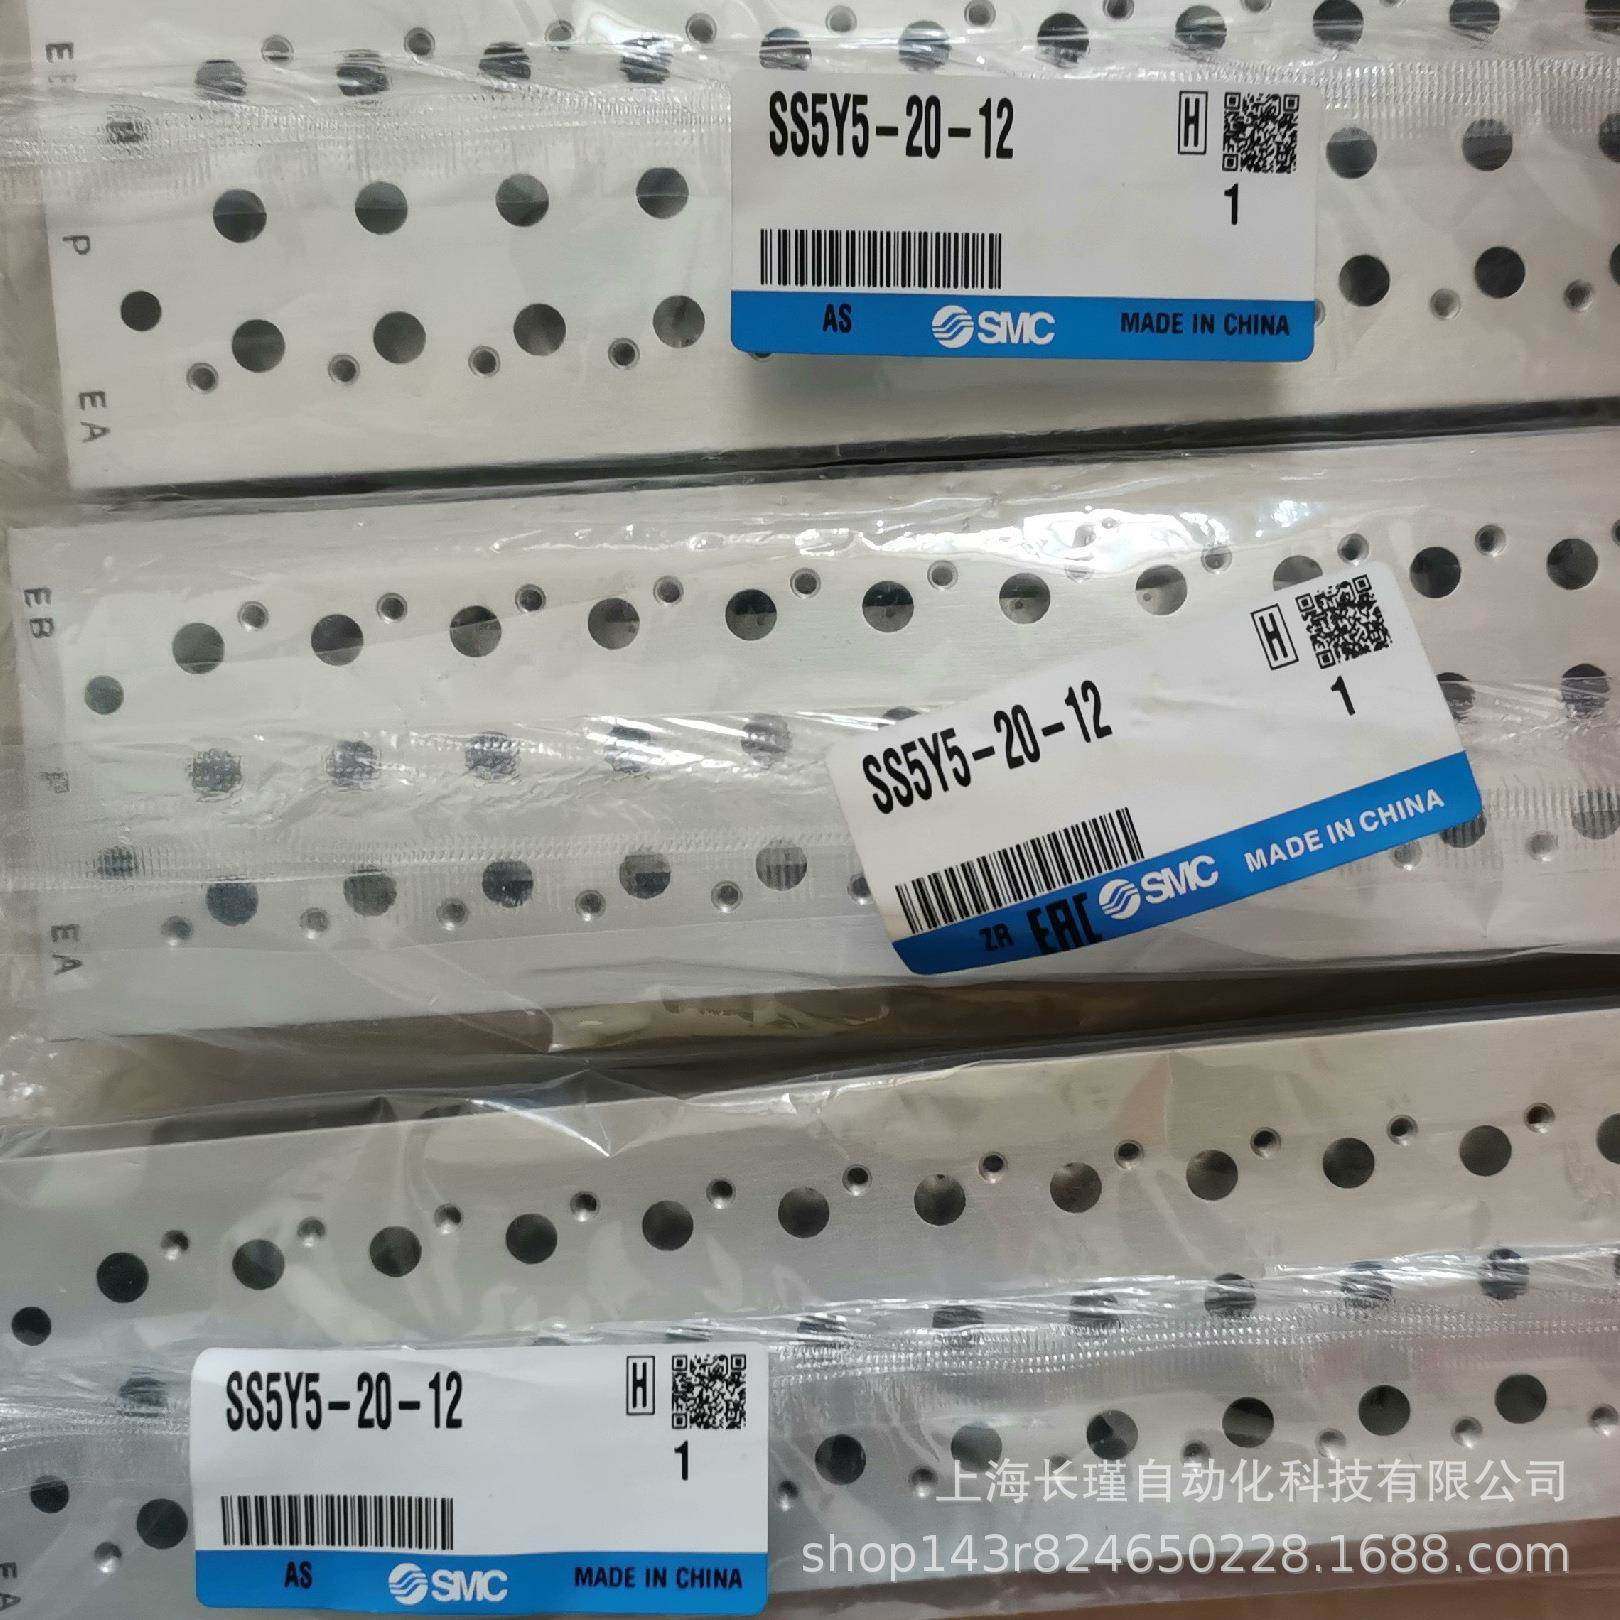 EB
SS5Y5-20-12
H
1
P
AS
SMC
MADE IN CHINA
EA
EB
SS5Y5-20-12
H
1
ZR
EAC
SMC
MADE IN CHINA
EA
SS5Y5-20-12
H
1
AS
SMC
MADE IN CHINA
EA
上海长瑾自动化科技有限公司
shop143r824650228.1688.com